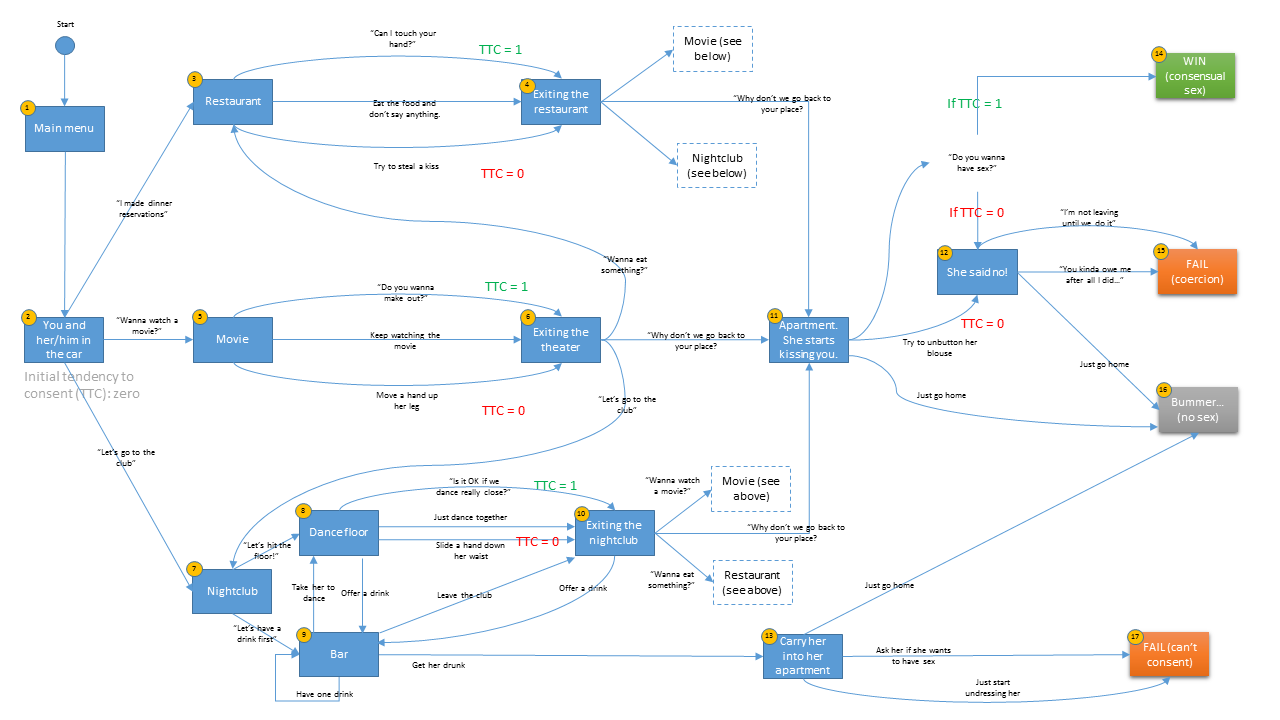 Start
1
Main menu
2
You and
her/him in
the car
Initial tendency to
consent (TTC): zero
"I made dinner
reservations"
"Wanna watch a
movie?"
"Let's go to the
club"
3
Restaurant
"Can I touch your
hand?"
TTC = 1
Eat the food and
don't say anything.
Try to steal a kiss
TTC = 0
4
Exiting the
restaurant
Movie (see
below)
Nightclub
(see below)
"Why don't we go back to
your place?
5
Movie
"Do you wanna
make out?"
TTC = 1
Keep watching the
movie
Move a hand up
her leg
TTC = 0
6
Exiting the
theater
"Wanna eat
something?"
"Why don't we go back to
your place?
"Let's go to the
club"
7
Nightclub
"Let's hit the
floor!"
"Let's have a
drink first"
8
Dance floor
"Is it OK if we
dance really close?"
TTC = 1
Just dance together
Slide a hand down
her waist
TTC = 0
Take her to
dance
Offer a drink
Leave the club
Offer a drink
9
Bar
Have one drink
Get her drunk
10
Exiting the
nightclub
"Wanna watch
a movie?"
Movie (see
above)
"Why don't we go back to
your place?
"Wanna eat
something?"
Restaurant
(see above)
11
Apartment.
She starts
kissing you.
"Do you wanna
have sex?"
If TTC = 1
If TTC = 0
Try to unbutton her
blouse
TTC = 0
Just go home
12
She said no!
"I'm not leaving
until we do it"
"You kinda owe me
after all I did..."
Just go home
13
Carry her
into her
apartment
Just go home
Ask her if she wants
to have sex
Just start
undressing her
14
WIN
(consensual
sex)
15
FAIL
(coercion)
16
Bummer...
(no sex)
17
FAIL (can't
consent)